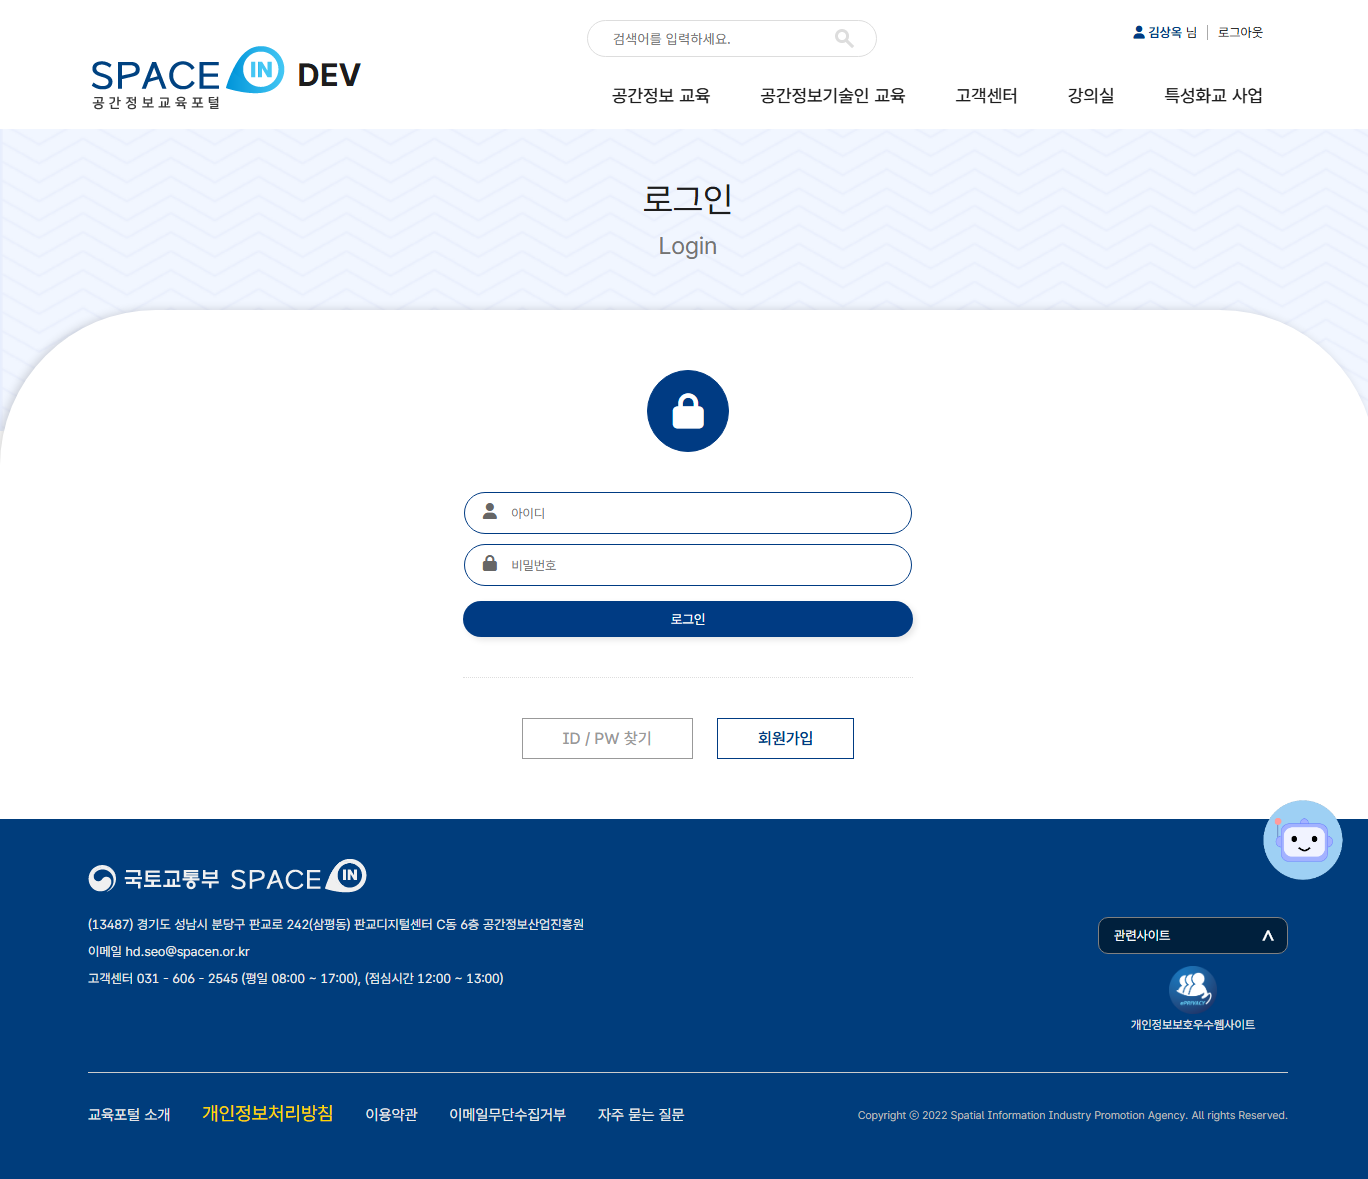 검색어를 입력하세요.
김상옥 님
로그아웃
SPACE IN DEV
공간정보교육포털
공간정보 교육
공간정보기술인 교육
고객센터
강의실
특성화교 사업
로그인
Login
아이디
비밀번호
로그인
ID / PW 찾기
회원가입
국토교통부 SPACE IN
(13487) 경기도 성남시 분당구 판교로 242(삼평동) 판교디지털센터 C동 6층 공간정보산업진흥원
이메일 hd.seo@spacen.or.kr
고객센터 031 - 606 - 2545 (평일 08:00 ~ 17:00), (점심시간 12:00 ~ 13:00)
관련사이트
ePRIVACY
개인정보보호우수웹사이트
교육포털 소개
개인정보처리방침
이용약관
이메일무단수집거부
자주 묻는 질문
Copyright ⓒ 2022 Spatial Information Industry Promotion Agency. All rights Reserved.